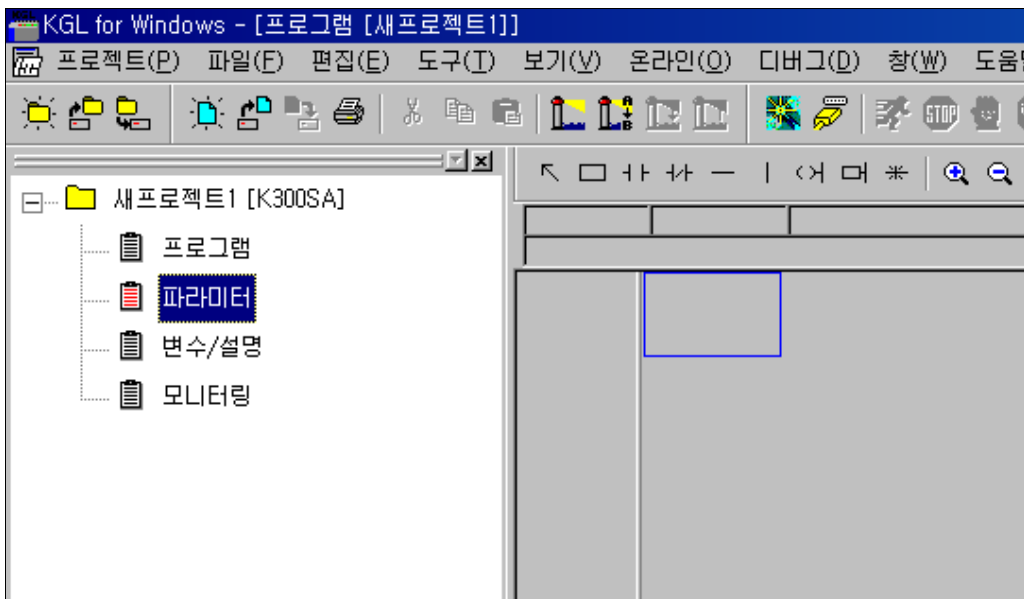 KGL for Windows - [프로그램 [새프로젝트1]]
프로젝트(P) 파일(F) 편집(E) 도구(T) 보기(V) 온라인(O) 디버그(D) 창(W)
STOP
새프로젝트1 [K300SA]
프로그램
파라미터
변수/설명
모니터링